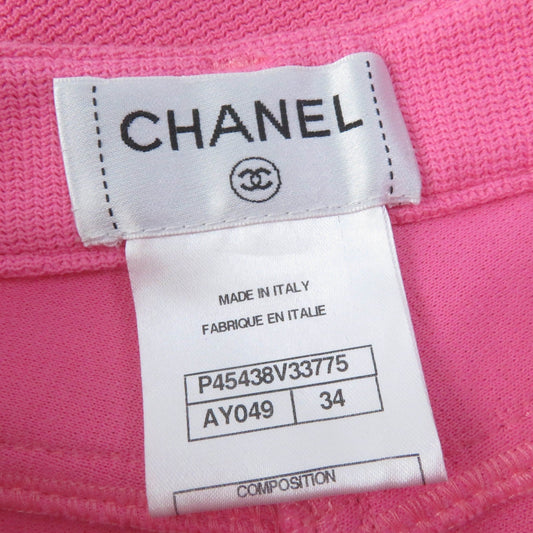 CHANEL
MADE IN ITALY
FABRIQUE EN ITALIE
P45438V33775
AY049 34
COMPOSITION